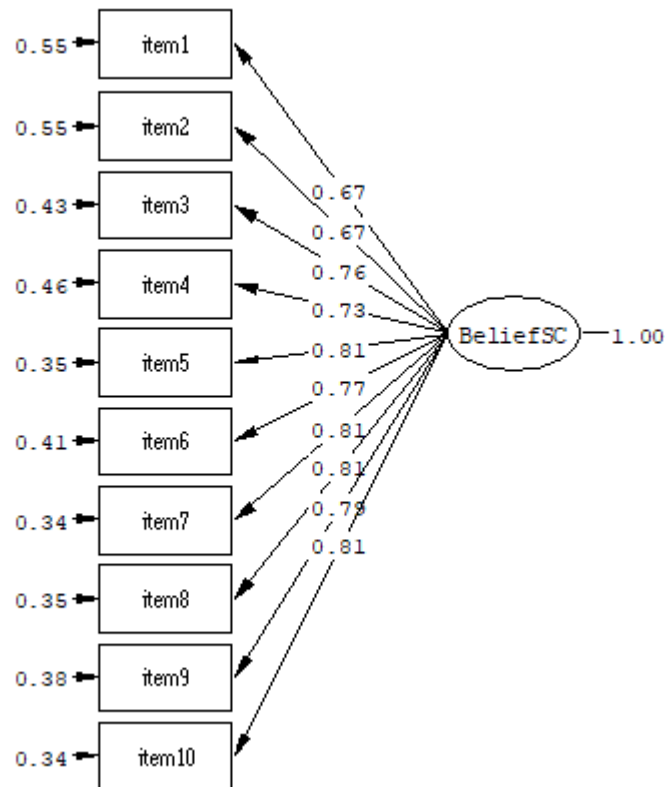 0.55 item1
0.55 item2
0.67
0.43 item3
0.67
0.76
0.46 item4
0.73
BeliefSC 1.00
0.35 item5
0.81
0.77
0.41 item6
0.81
0.81
0.34 item7
0.79
0.81
0.35 item8
0.38 item9
0.34 item10